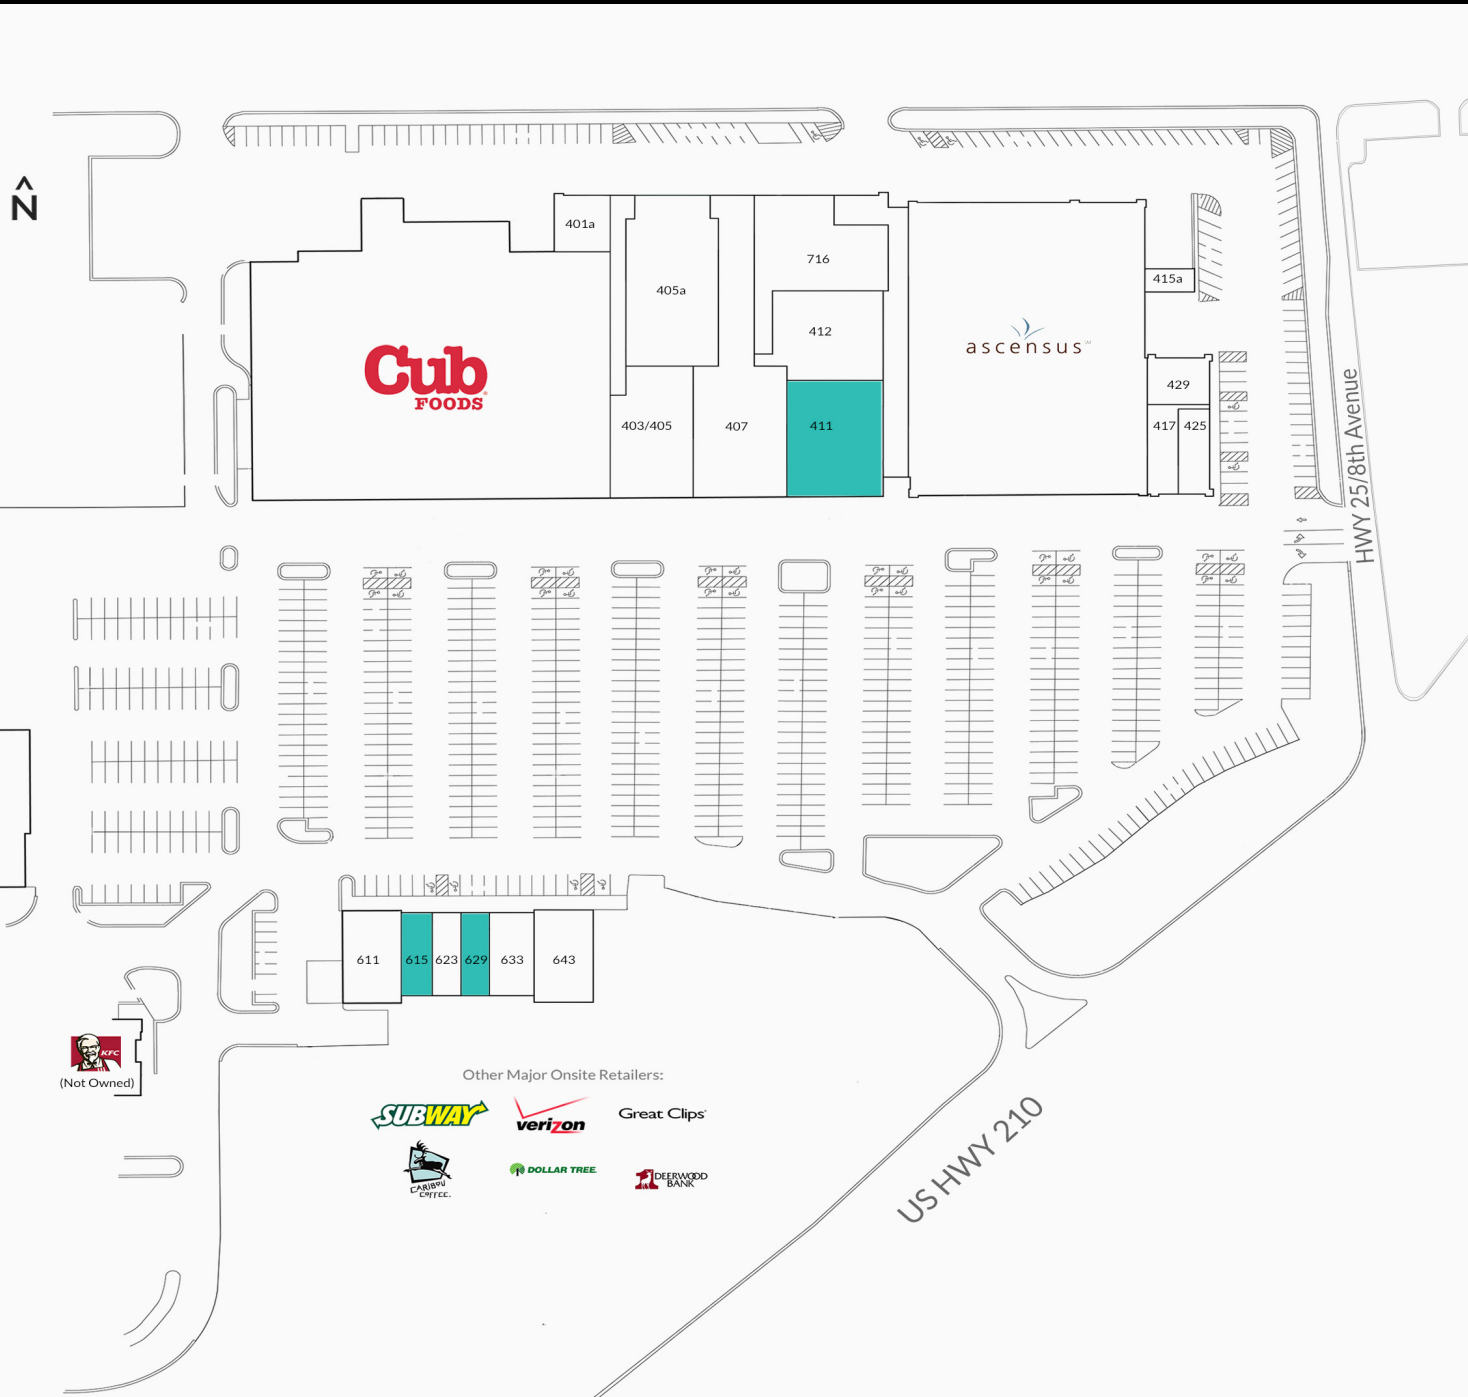 N
401a
716
405a
415a
412
Cub
FOODS
ascensus
429
403/405
407
411
417
425
HWY 25/8th Avenue
611
615
623
629
633
643
KFC
(Not Owned)
Other Major Onsite Retailers:
SUBWAY
verizon
Great Clips
CARIBOU
COFFEE.
DOLLAR TREE
DEERWOOD
BANK
US HWY 210